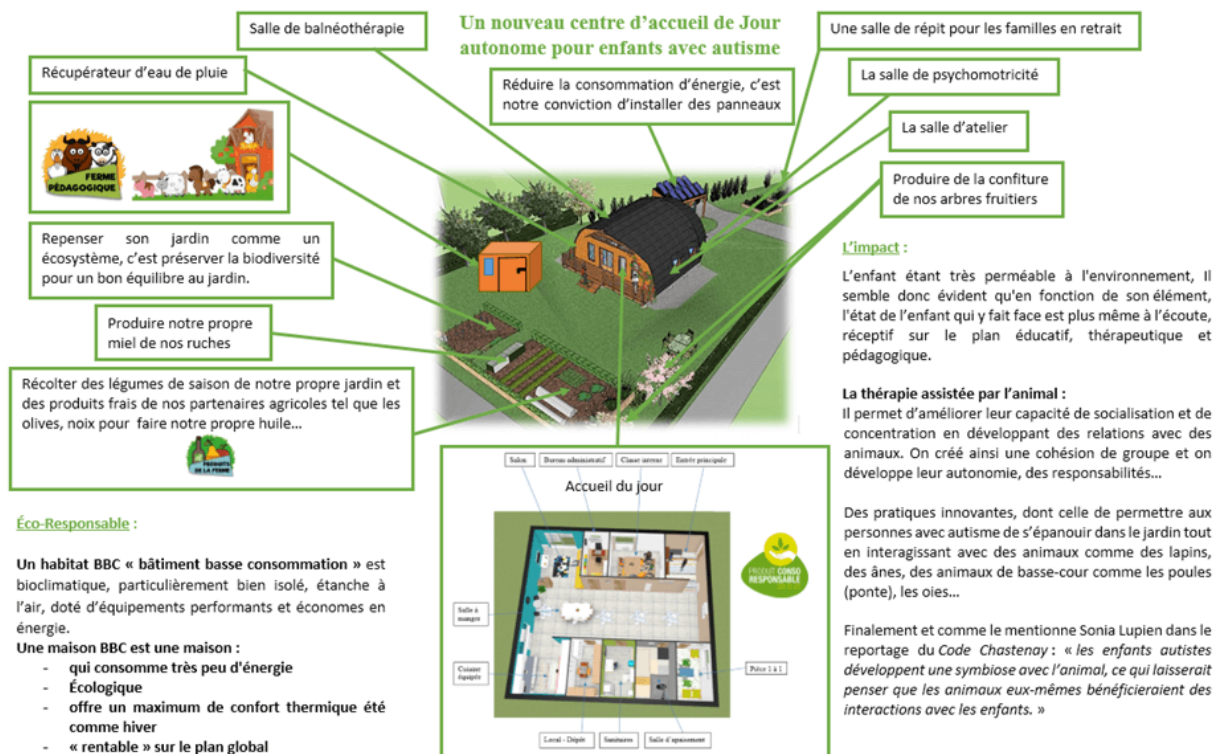 Un nouveau centre d'accueil de Jour
autonome pour enfants avec autisme
Salle de balnéothérapie
Une salle de répit pour les familles en retrait
Récupérateur d'eau de pluie
Réduire la consommation d'énergie, c'est
notre conviction d'installer des panneaux
La salle de psychomotricité
La salle d'atelier
FERME
PÉDAGOGIQUE
Produire de la confiture
de nos arbres fruitiers
Repenser son jardin comme un
écosystème, c'est préserver la biodiversité
pour un bon équilibre au jardin.
Produire notre propre
miel de nos ruches
Récolter des légumes de saison de notre propre jardin et
des produits frais de nos partenaires agricoles tel que les
olives, noix pour faire notre propre huile...
PRODUITS
DE LA FERME
Éco-Responsable :
Un habitat BBC « bâtiment basse consommation » est
bioclimatique, particulièrement bien isolé, étanche à
l'air, doté d'équipements performants et économes en
énergie.
Une maison BBC est une maison :
- qui consomme très peu d'énergie
- Écologique
- offre un maximum de confort thermique été
comme hiver
- « rentable » sur le plan global
Salon
Bureau administratif
Classe interne
Entrée principale
Accueil du jour
PRODUIT CONSO
RESPONSABLE
Salle à
manger
Cuisine
équipée
Pièce 1 à 1
Local - Dépôt
Sanitaires
Salle d'apaisement
L'impact :
L'enfant étant très perméable à l'environnement, Il
semble donc évident qu'en fonction de son élément,
l'état de l'enfant qui y fait face est plus même à l'écoute,
réceptif sur le plan éducatif, thérapeutique et
pédagogique.
La thérapie assistée par l'animal :
Il permet d'améliorer leur capacité de socialisation et de
concentration en développant des relations avec des
animaux. On créé ainsi une cohésion de groupe et on
développe leur autonomie, des responsabilités...
Des pratiques innovantes, dont celle de permettre aux
personnes avec autisme de s'épanouir dans le jardin tout
en interagissant avec des animaux comme des lapins,
des ânes, des animaux de basse-cour comme les poules
(ponte), les oies...
Finalement et comme le mentionne Sonia Lupien dans le
reportage du Code Chastenay : « les enfants autistes
développent une symbiose avec l'animal, ce qui laisserait
penser que les animaux eux-mêmes bénéficieraient des
interactions avec les enfants. »